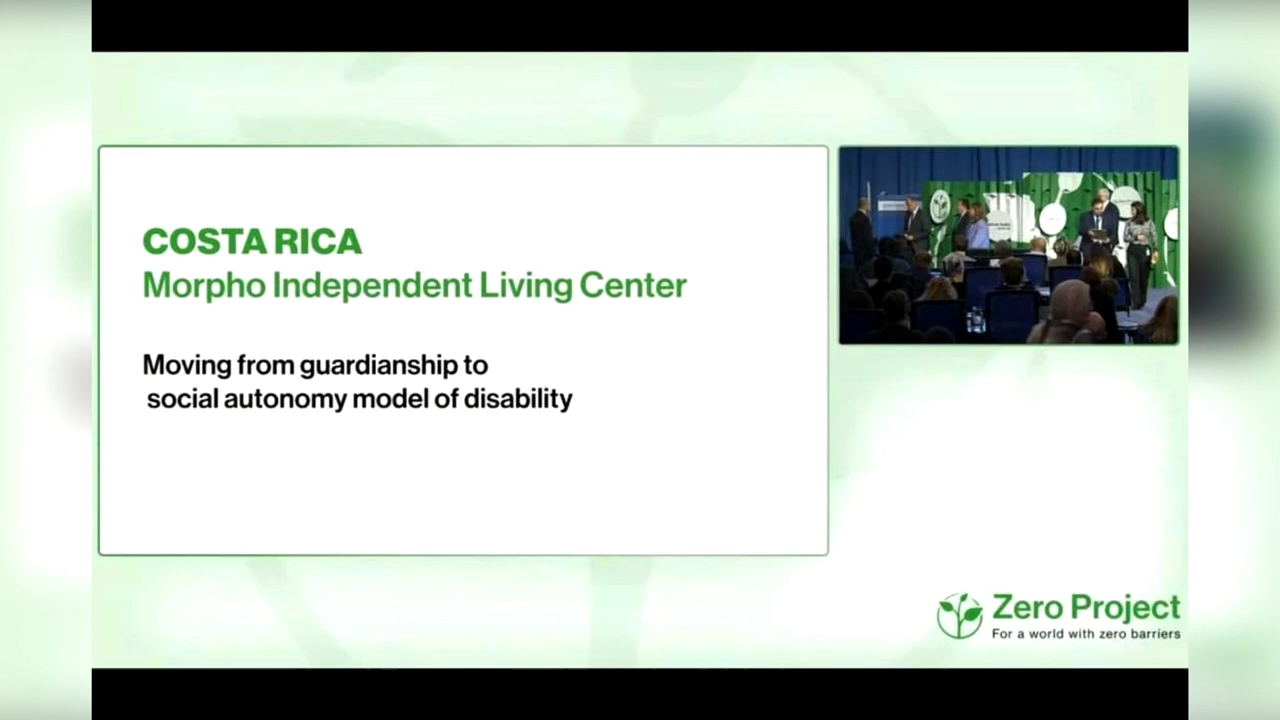 COSTA RICA
Morpho Independent Living Center
Moving from guardianship to
social autonomy model of disability
Zero Project
For a world with zero barriers